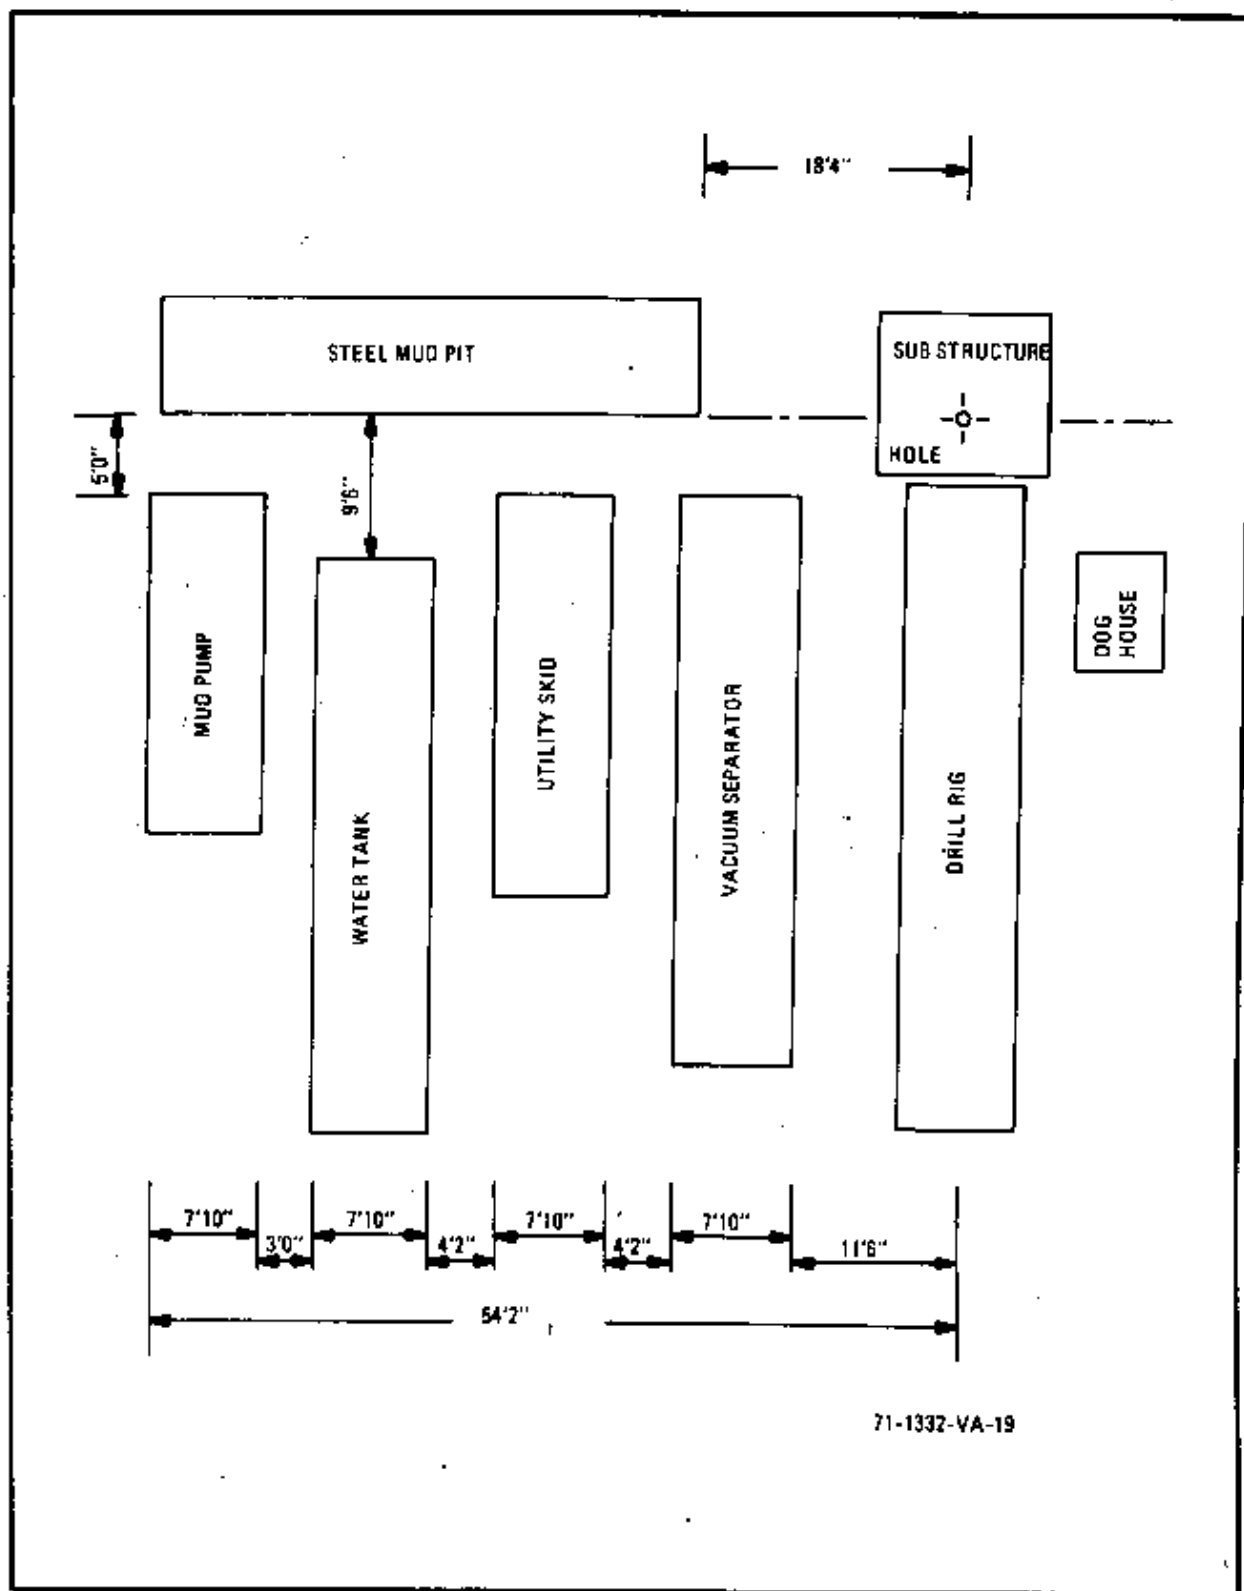 18'4"
STEEL MUD PIT
SUB STRUCTURE
HOLE
5'0"
9'6"
MUD PUMP
WATER TANK
UTILITY SKID
VACUUM SEPARATOR
DRILL RIG
DOG
HOUSE
7'10"
7'10"
7'10"
7'10"
3'0"
4'2"
4'2"
11'6"
54'2"
71-1332-VA-19